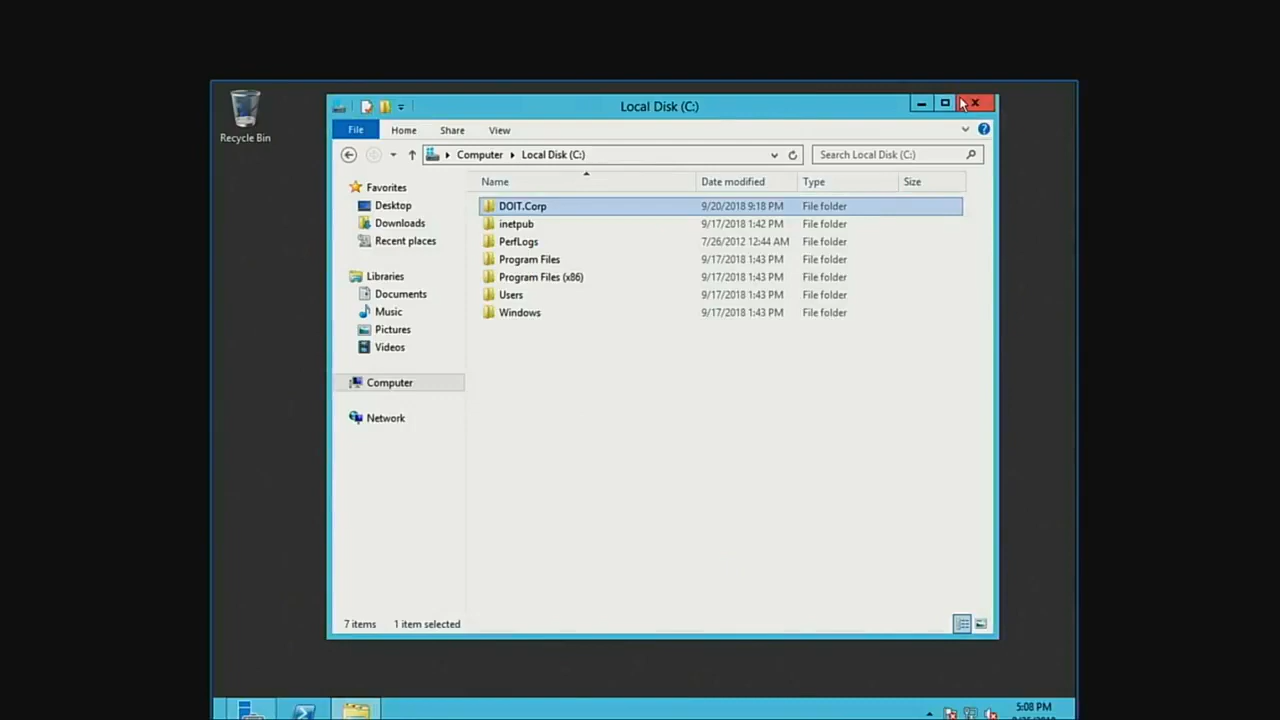 Recycle Bin
Local Disk (C:)
File Home Share View
Computer Local Disk (C:) Search Local Disk (C:)
Name Date modified Type Size
Favorites
Desktop
Downloads
Recent places
Libraries
Documents
Music
Pictures
Videos
Computer
Network
DOIT.Corp 9/20/2018 9:18 PM File folder
inetpub 9/17/2018 1:42 PM File folder
PerfLogs 7/26/2012 12:44 AM File folder
Program Files 9/17/2018 1:43 PM File folder
Program Files (x86) 9/17/2018 1:43 PM File folder
Users 9/17/2018 1:43 PM File folder
Windows 9/17/2018 1:43 PM File folder
7 items 1 item selected
5:08 PM